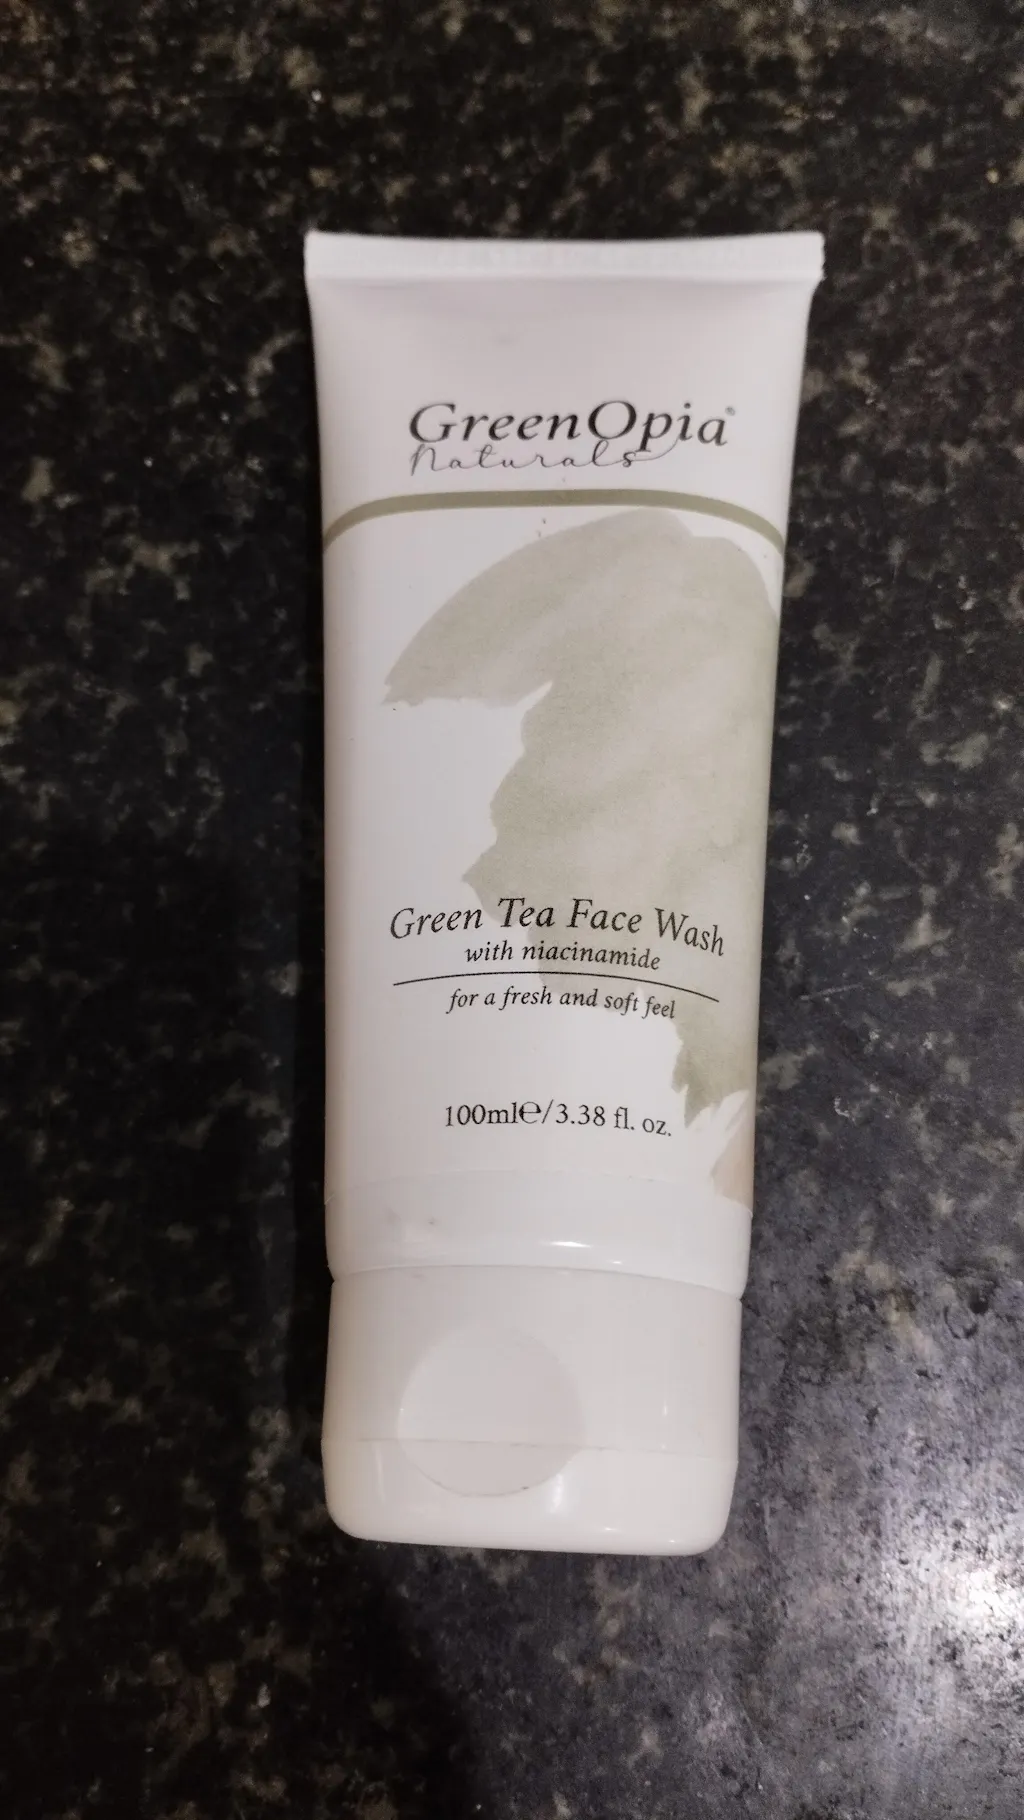 GreenOpia®
Naturals
Green Tea Face Wash
with niacinamide
for a fresh and soft feel
100ml℮/3.38 fl. oz.